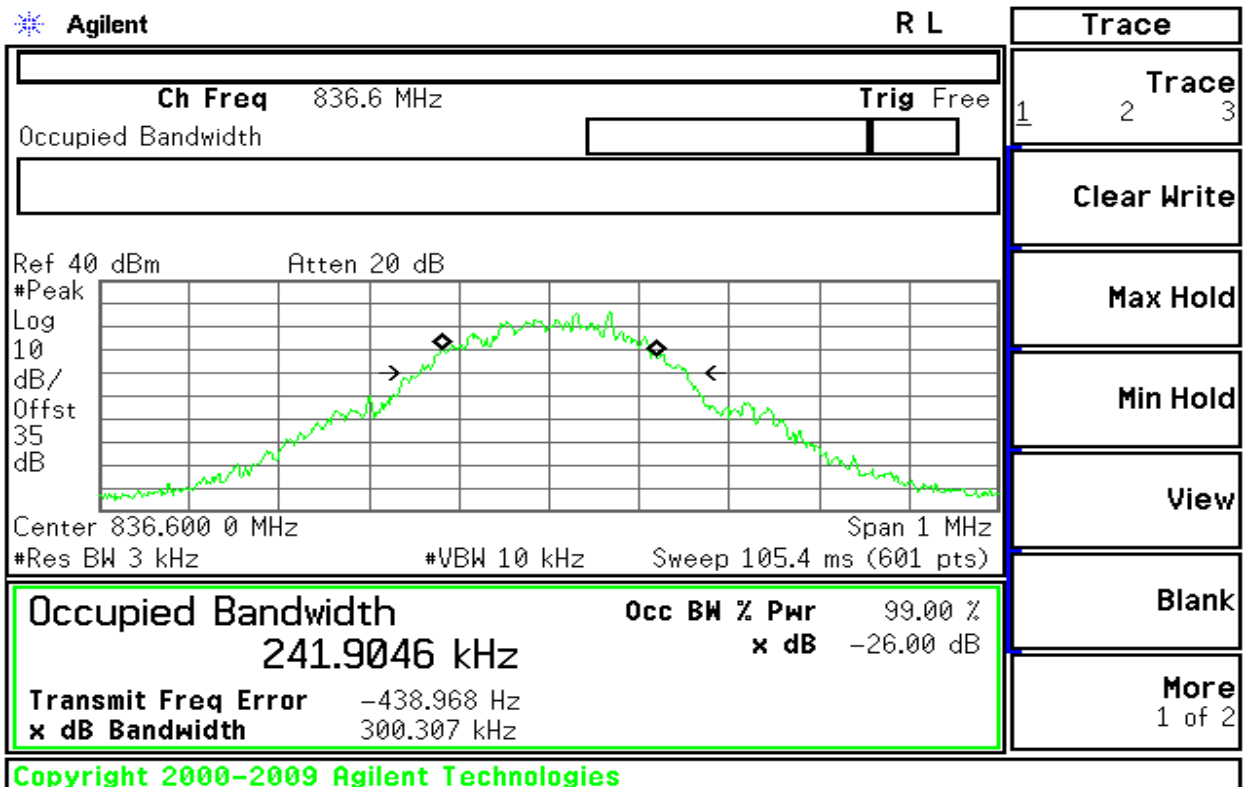 Agilent R L Trace
Ch Freq 836.6 MHz Trig Free
Occupied Bandwidth
Trace
1 2 3
Clear Write
Max Hold
Min Hold
View
Blank
More
1 of 2
Ref 40 dBm Atten 20 dB
#Peak
Log
10
dB/
Offst
35
dB
Center 836.600 0 MHz Span 1 MHz
#Res BW 3 kHz #VBW 10 kHz Sweep 105.4 ms (601 pts)
Occupied Bandwidth Occ BW % Pwr 99.00 %
241.9046 kHz x dB -26.00 dB
Transmit Freq Error -438.968 Hz
x dB Bandwidth 300.307 kHz
Copyright 2000-2009 Agilent Technologies